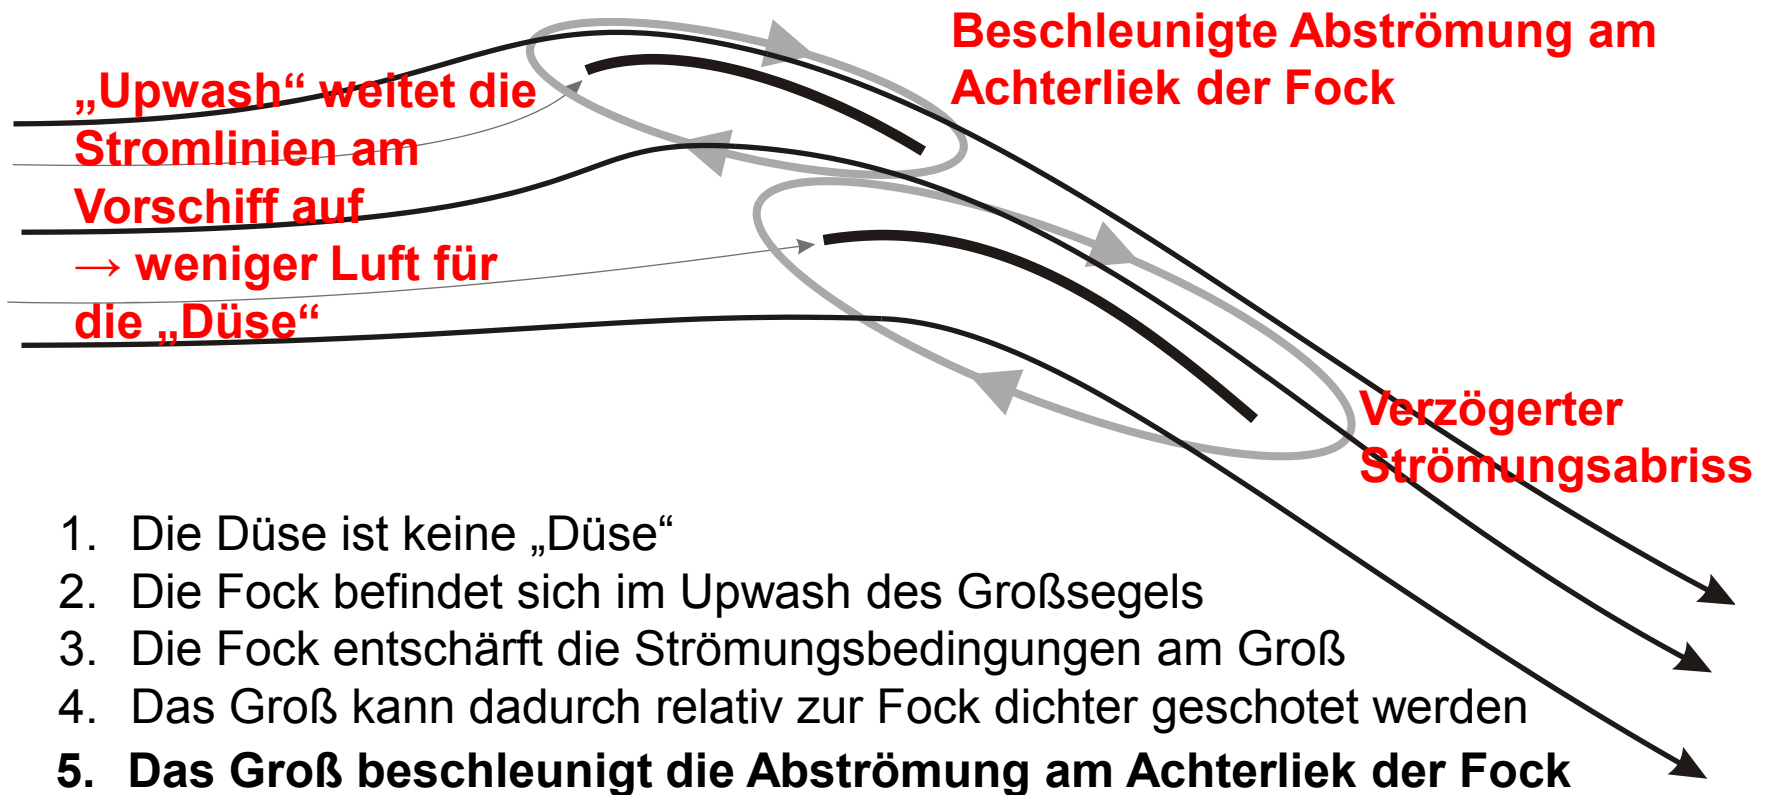 Beschleunigte Abströmung am
Achterliek der Fock
„Upwash“ weitet die
Stromlinien am
Vorschiff auf
→ weniger Luft für
die „Düse“
Verzögerter
Strömungsabriss
1. Die Düse ist keine „Düse“
2. Die Fock befindet sich im Upwash des Großsegels
3. Die Fock entschärft die Strömungsbedingungen am Groß
4. Das Groß kann dadurch relativ zur Fock dichter geschotet werden
5. Das Groß beschleunigt die Abströmung am Achterliek der Fock